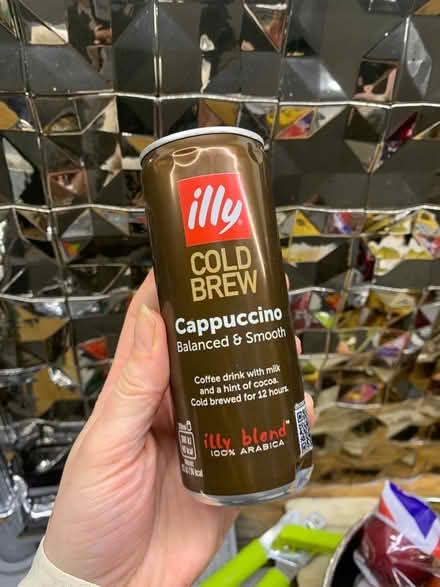 illy
COLD
BREW
Cappuccino
Balanced & Smooth
Coffee drink with milk
and a hint of cocoa.
Cold brewed for 12 hours.
illy blend™
100% ARABICA